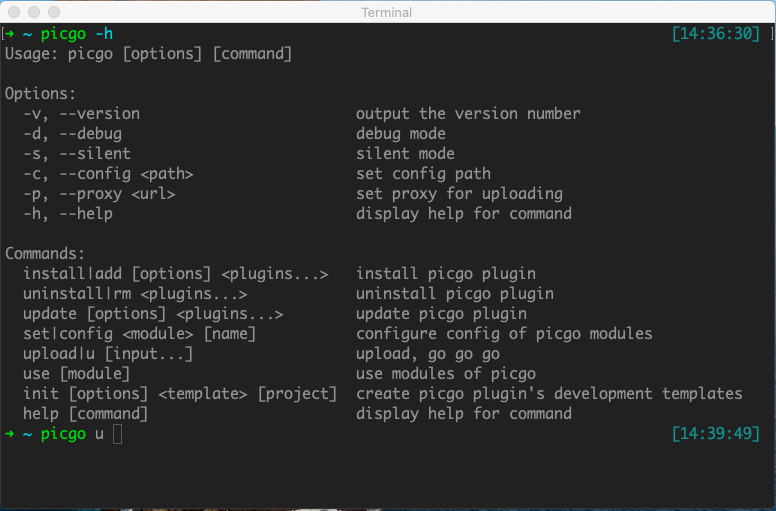 Terminal
➜ ~ picgo -h [14:36:30]
Usage: picgo [options] [command]
Options:
-v, --version output the version number
-d, --debug debug mode
-s, --silent silent mode
-c, --config <path> set config path
-p, --proxy <url> set proxy for uploading
-h, --help display help for command
Commands:
install|add [options] <plugins...> install picgo plugin
uninstall|rm <plugins...> uninstall picgo plugin
update [options] <plugins...> update picgo plugin
set|config <module> [name] configure config of picgo modules
upload|u [input...] upload, go go go
use [module] use modules of picgo
init [options] <template> [project] create picgo plugin's development templates
help [command] display help for command
➜ ~ picgo u [14:39:49]